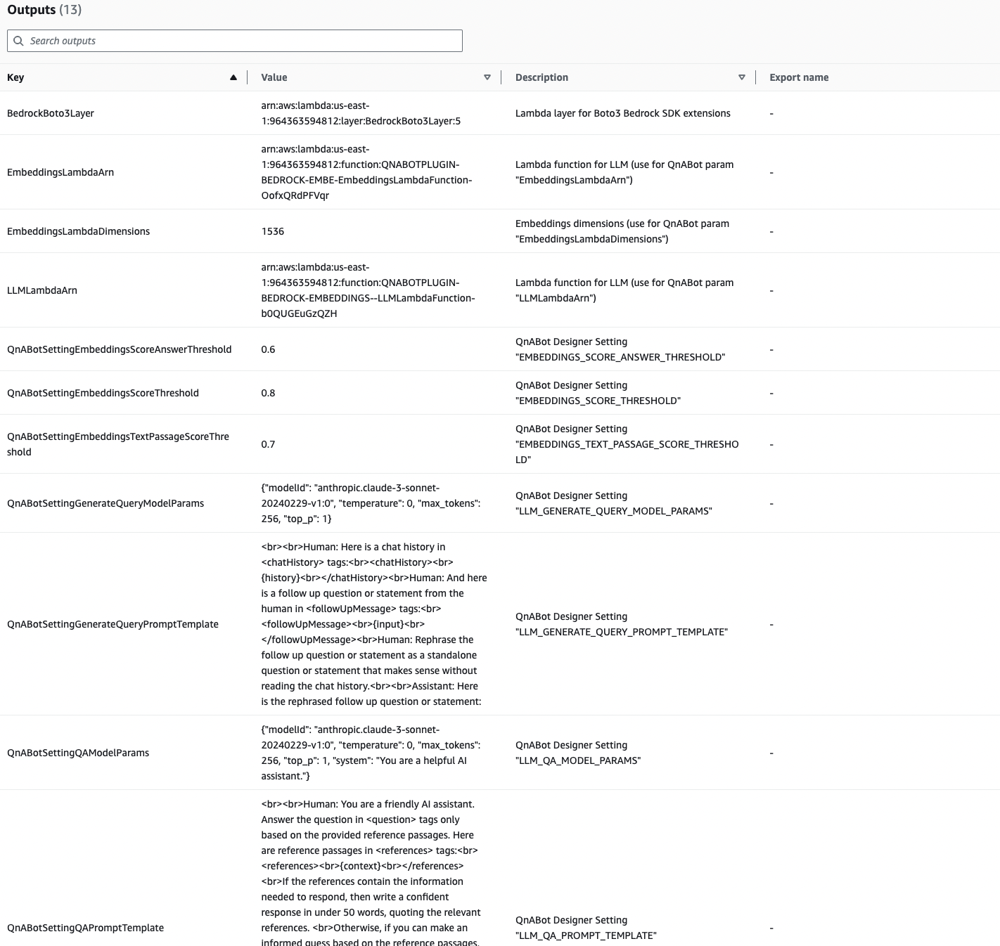 Outputs (13)
Search outputs
Key
Value
Description
Export name
BedrockBoto3Layer
arn:aws:lambda:us-east-
1:964363594812:layer:BedrockBoto3Layer:5
Lambda layer for Boto3 Bedrock SDK extensions
-
EmbeddingsLambdaArn
arn:aws:lambda:us-east-
1:964363594812:function:QNABOTPLUGIN-
BEDROCK-EMBE-EmbeddingsLambdaFunction-
OofxQRdPFVqr
Lambda function for LLM (use for QnABot param
"EmbeddingsLambdaArn")
-
EmbeddingsLambdaDimensions
1536
Embeddings dimensions (use for QnABot param
"EmbeddingsLambdaDimensions")
-
LLMLambdaArn
arn:aws:lambda:us-east-
1:964363594812:function:QNABOTPLUGIN-
BEDROCK-EMBEDDINGS--LLMLambdaFunction-
b0QUGEuGzQZH
Lambda function for LLM (use for QnABot param
"LLMLambdaArn")
-
QnABotSettingEmbeddingsScoreAnswerThreshold
0.6
QnABot Designer Setting
"EMBEDDINGS_SCORE_ANSWER_THRESHOLD"
-
QnABotSettingEmbeddingsScoreThreshold
0.8
QnABot Designer Setting
"EMBEDDINGS_SCORE_THRESHOLD"
-
QnABotSettingEmbeddingsTextPassageScoreThre
shold
0.7
QnABot Designer Setting
"EMBEDDINGS_TEXT_PASSAGE_SCORE_THRESHO
LD"
-
QnABotSettingGenerateQueryModelParams
{"modelId": "anthropic.claude-3-sonnet-
20240229-v1:0", "temperature": 0, "max_tokens":
256, "top_p": 1}
QnABot Designer Setting
"LLM_GENERATE_QUERY_MODEL_PARAMS"
-
QnABotSettingGenerateQueryPromptTemplate
<br><br>Human: Here is a chat history in
<chatHistory> tags:<br><chatHistory><br>
{history}<br></chatHistory><br>Human: And here
is a follow up question or statement from the
human in <followUpMessage> tags:<br>
<followUpMessage><br>{input}<br>
</followUpMessage><br>Human: Rephrase the
follow up question or statement as a standalone
question or statement that makes sense without
reading the chat history.<br><br>Assistant: Here
is the rephrased follow up question or statement:
QnABot Designer Setting
"LLM_GENERATE_QUERY_PROMPT_TEMPLATE"
-
QnABotSettingQAModelParams
{"modelId": "anthropic.claude-3-sonnet-
20240229-v1:0", "temperature": 0, "max_tokens":
256, "top_p": 1, "system": "You are a helpful AI
assistant."}
QnABot Designer Setting
"LLM_QA_MODEL_PARAMS"
-
QnABotSettingQAPromptTemplate
<br><br>Human: You are a friendly AI assistant.
Answer the question in <question> tags only
based on the provided reference passages. Here
are reference passages in <references> tags:<br>
<references><br>{context}<br></references>
<br>If the references contain the information
needed to respond, then write a confident
response in under 50 words, quoting the relevant
references. <br>Otherwise, if you can make an
informed guess based on the reference passages,
QnABot Designer Setting
"LLM_QA_PROMPT_TEMPLATE"
-